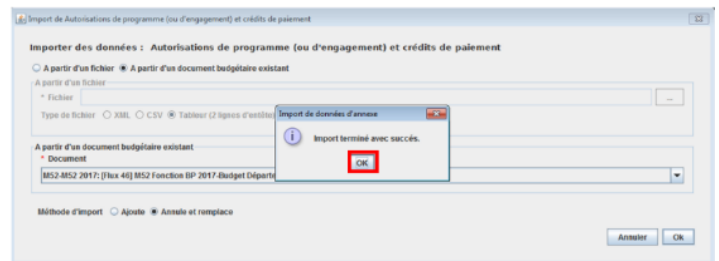 Import de Autorisations de programme (ou d'engagement) et crédits de paiement
Importer des données : Autorisations de programme (ou d'engagement) et crédits de paiement
A partir d'un fichier A partir d'un document budgétaire existant
A partir d'un fichier
* Fichier
...
Type de fichier XML CSV Tableur (2 lignes d'entête)
Import de données d'annexe
Import terminé avec succés.
OK
A partir d'un document budgétaire existant
* Document
M52-M52 2017: [Flux 46] M52 Fonction BP 2017-Budget Départe
Méthode d'import Ajoute Annule et remplace
Annuler Ok